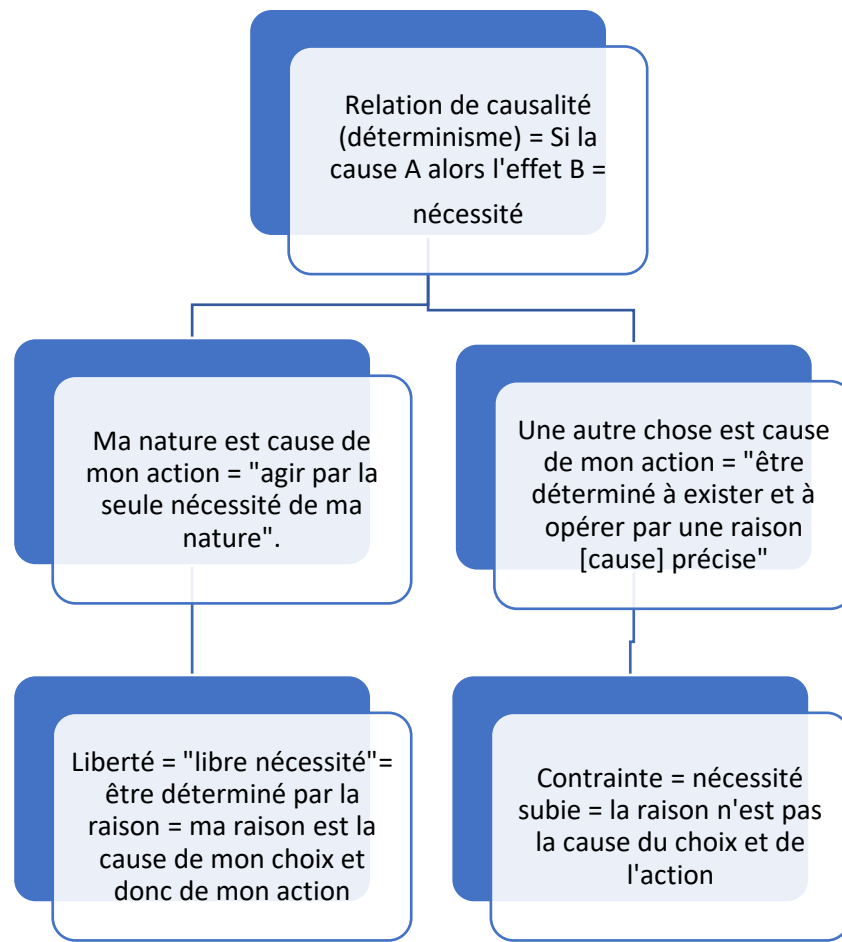 Relation de causalité
(déterminisme) = Si la
cause A alors l'effet B =
nécessité
Ma nature est cause de
mon action = "agir par la
seule nécessité de ma
nature".
Une autre chose est cause
de mon action = "être
déterminé à exister et à
opérer par une raison
[cause] précise"
Liberté = "libre nécessité"=
être déterminé par la
raison = ma raison est la
cause de mon choix et
donc de mon action
Contrainte = nécessité
subie = la raison n'est pas
la cause du choix et de
l'action